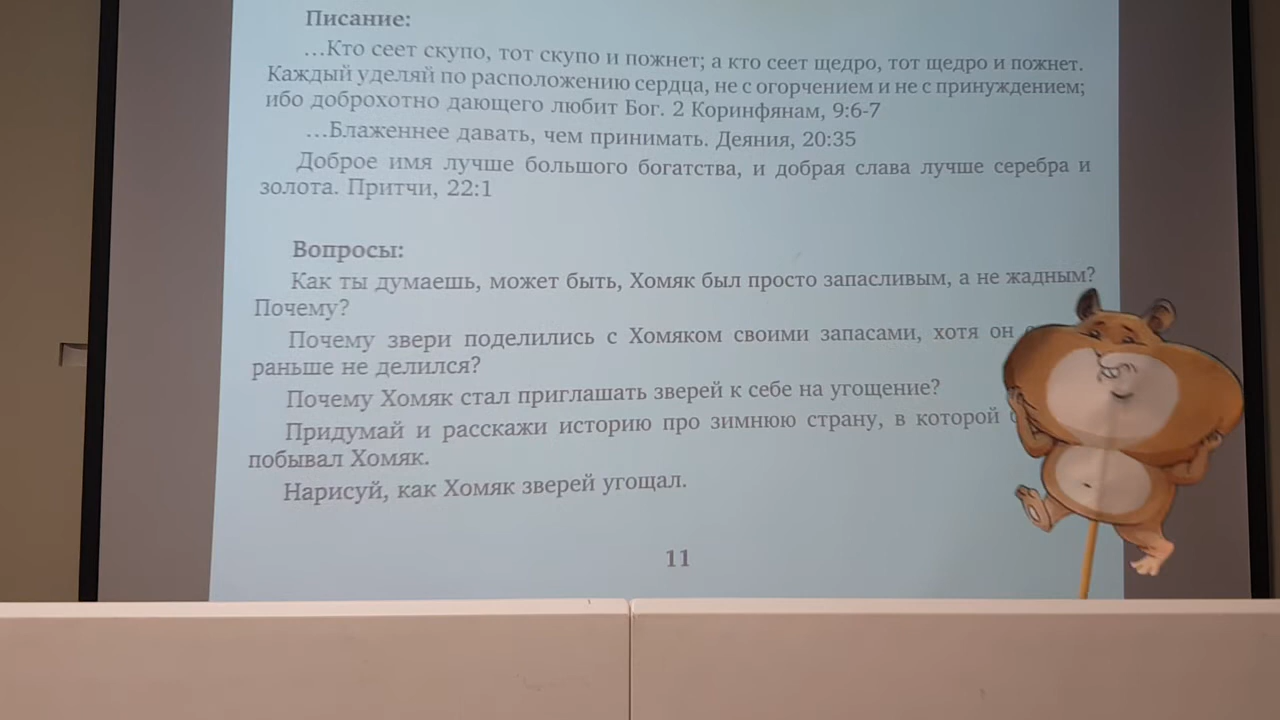 Писание:
…Кто сеет скупо, тот скупо и пожнет; а кто сеет щедро, тот щедро и пожнет.
Каждый уделяй по расположению сердца, не с огорчением и не с принуждением;
ибо доброхотно дающего любит Бог. 2 Коринфянам, 9:6-7
…Блаженнее давать, чем принимать. Деяния, 20:35
Доброе имя лучше большого богатства, и добрая слава лучше серебра и
золота. Притчи, 22:1
Вопросы:
Как ты думаешь, может быть, Хомяк был просто запасливым, а не жадным?
Почему?
Почему звери поделились с Хомяком своими запасами, хотя он
раньше не делился?
Почему Хомяк стал приглашать зверей к себе на угощение?
Придумай и расскажи историю про зимнюю страну, в которой
побывал Хомяк.
Нарисуй, как Хомяк зверей угощал.
11